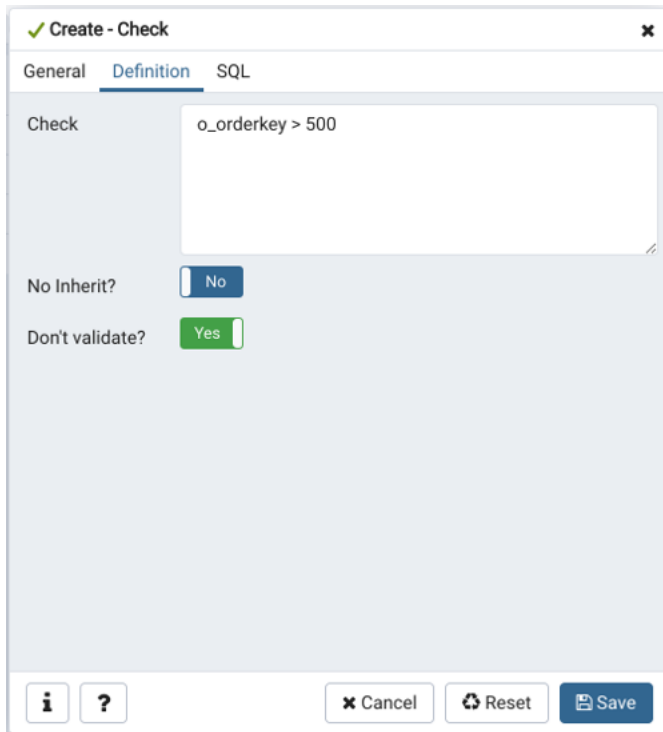 Create - Check
General Definition SQL
Check
o_orderkey > 500
No Inherit?
No
Don't validate?
Yes
i ? Cancel Reset Save